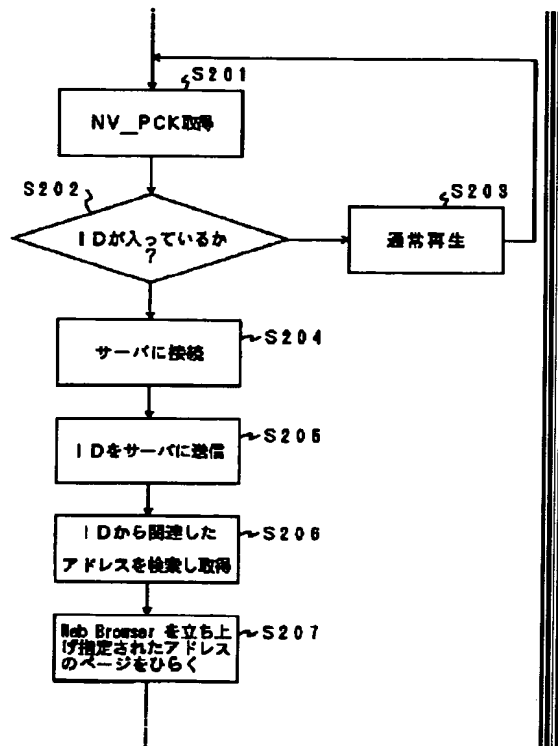 S201
NV_PCK取得
S202
IDが入っているか
?
S203
通常再生
サーバに接続
S204
IDをサーバに送信
S205
IDから関連した
アドレスを検索し取得
S206
Web Browser を立ち上
げ指定されたアドレス
のページをひらく
S207